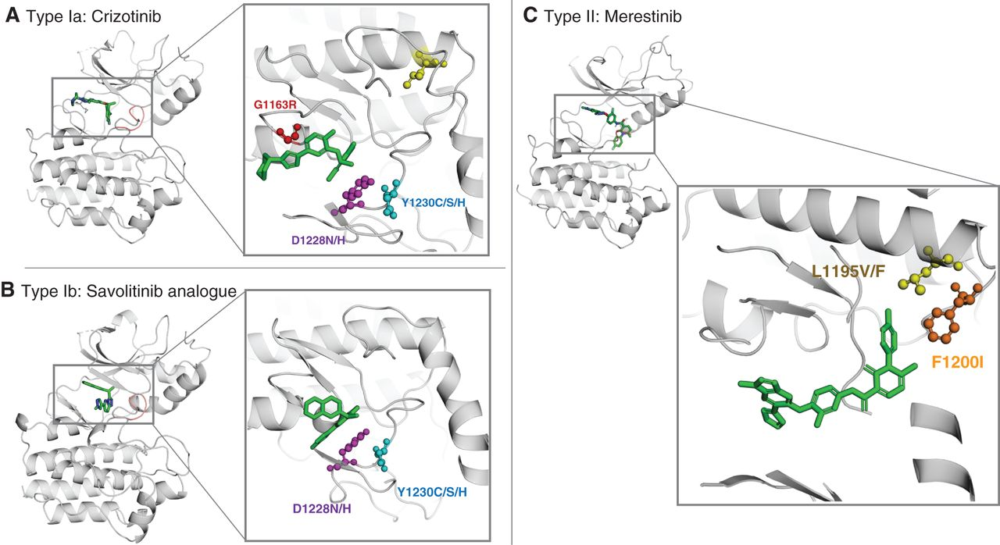 A Type Ia: Crizotinib
G1163R
Y1230C/S/H
D1228N/H
B Type Ib: Savolitinib analogue
Y1230C/S/H
D1228N/H
C Type II: Merestinib
L1195V/F
F1200I